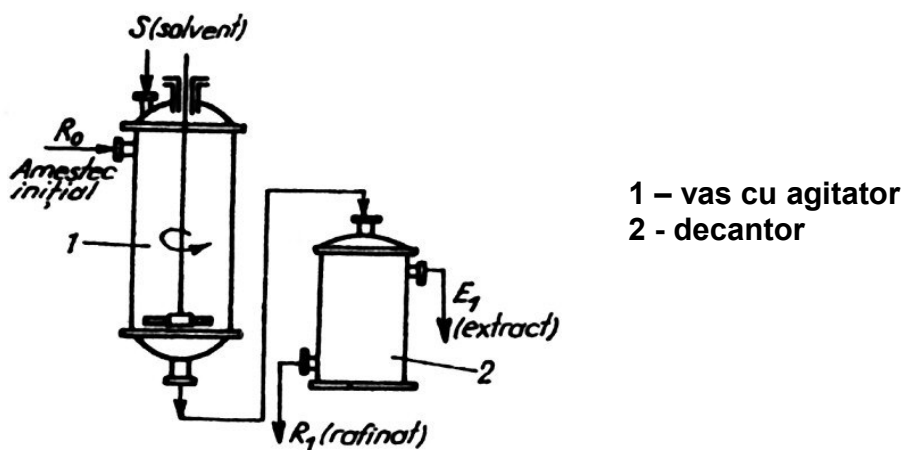 S(solvent)
R₀
Amestec
inițial
1
1 – vas cu agitator
2 - decantor
E₁
(extract)
2
R₁ (rafinat)